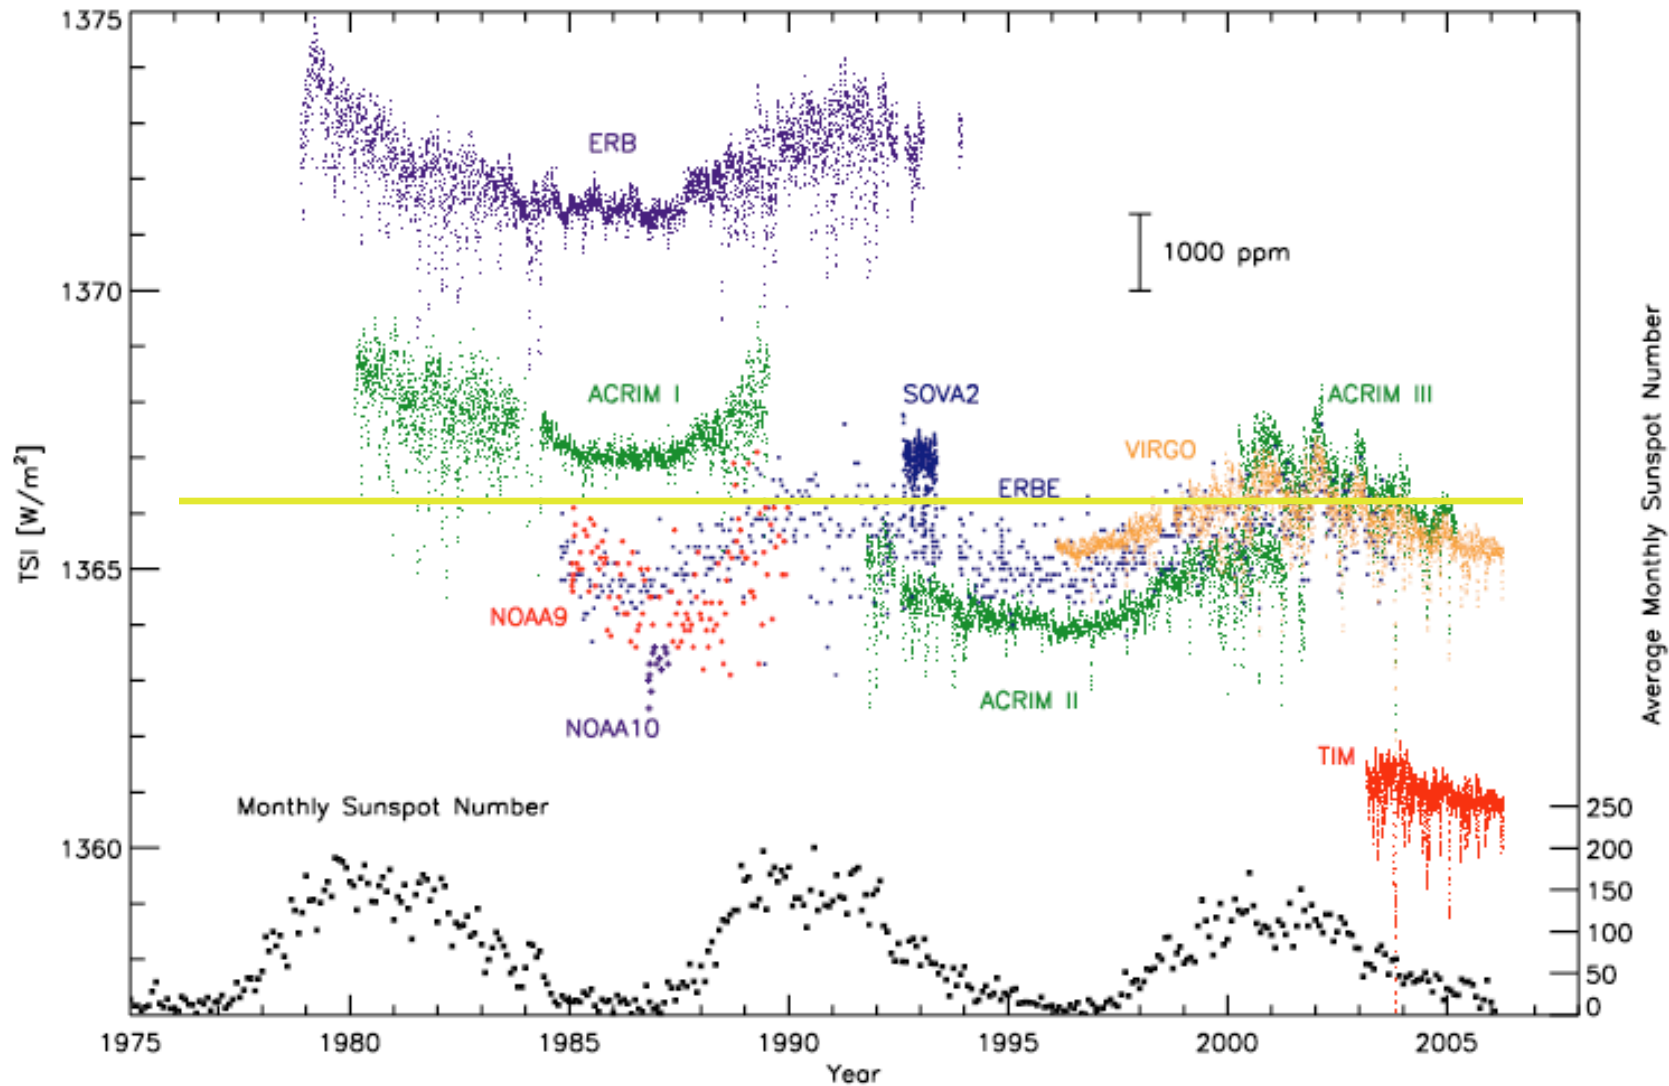 1375
ERB
1000 ppm
1370
ACRIM I
SOVA2
ACRIM III
VIRGO
ERBE
TSI [W/m²]
1365
NOAA9
NOAA10
ACRIM II
TIM
Monthly Sunspot Number
1360
250
200
150
100
50
0
Average Monthly Sunspot Number
1975 1980 1985 1990 1995 2000 2005
Year